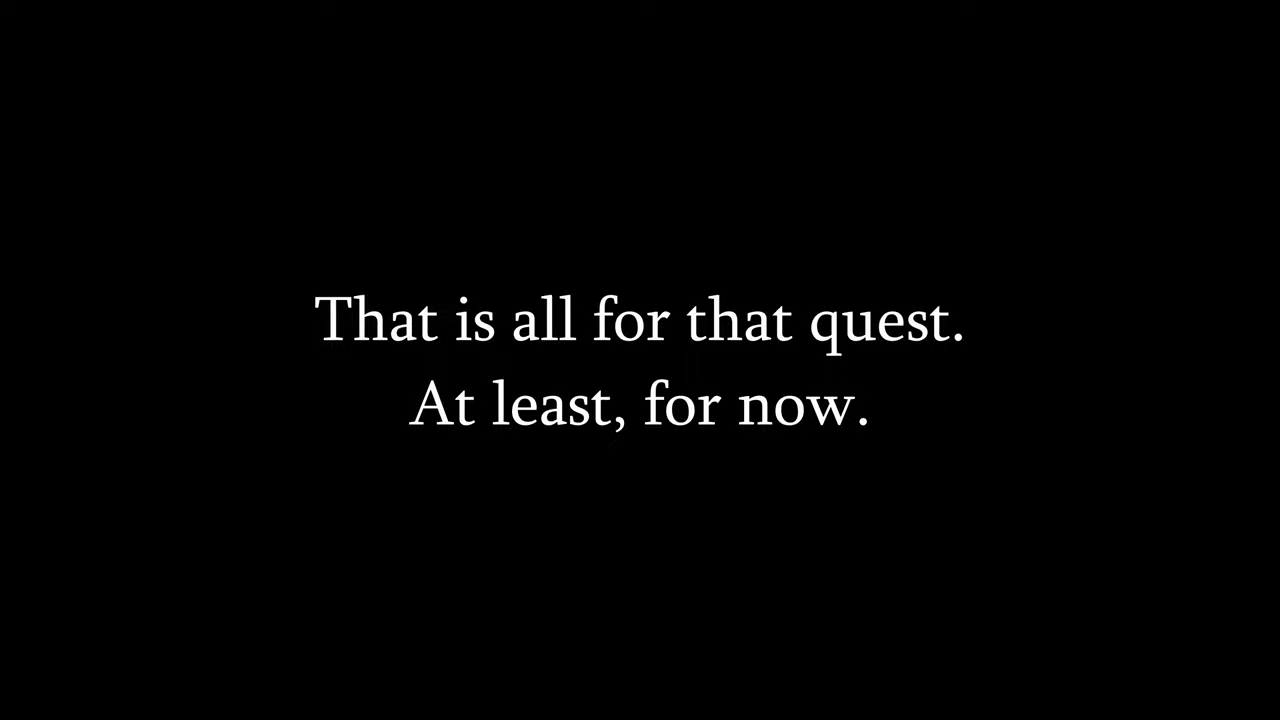 That is all for that quest.
At least, for now.